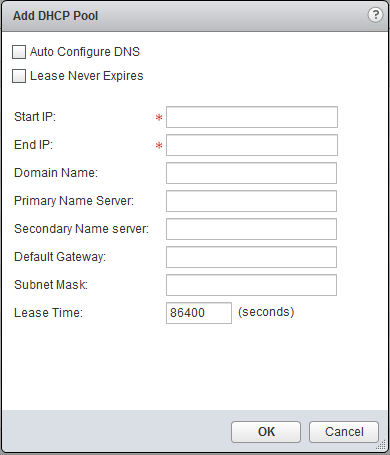 Add DHCP Pool ?
Auto Configure DNS
Lease Never Expires
Start IP: *
End IP: *
Domain Name:
Primary Name Server:
Secondary Name server:
Default Gateway:
Subnet Mask:
Lease Time: 86400 (seconds)
OK Cancel